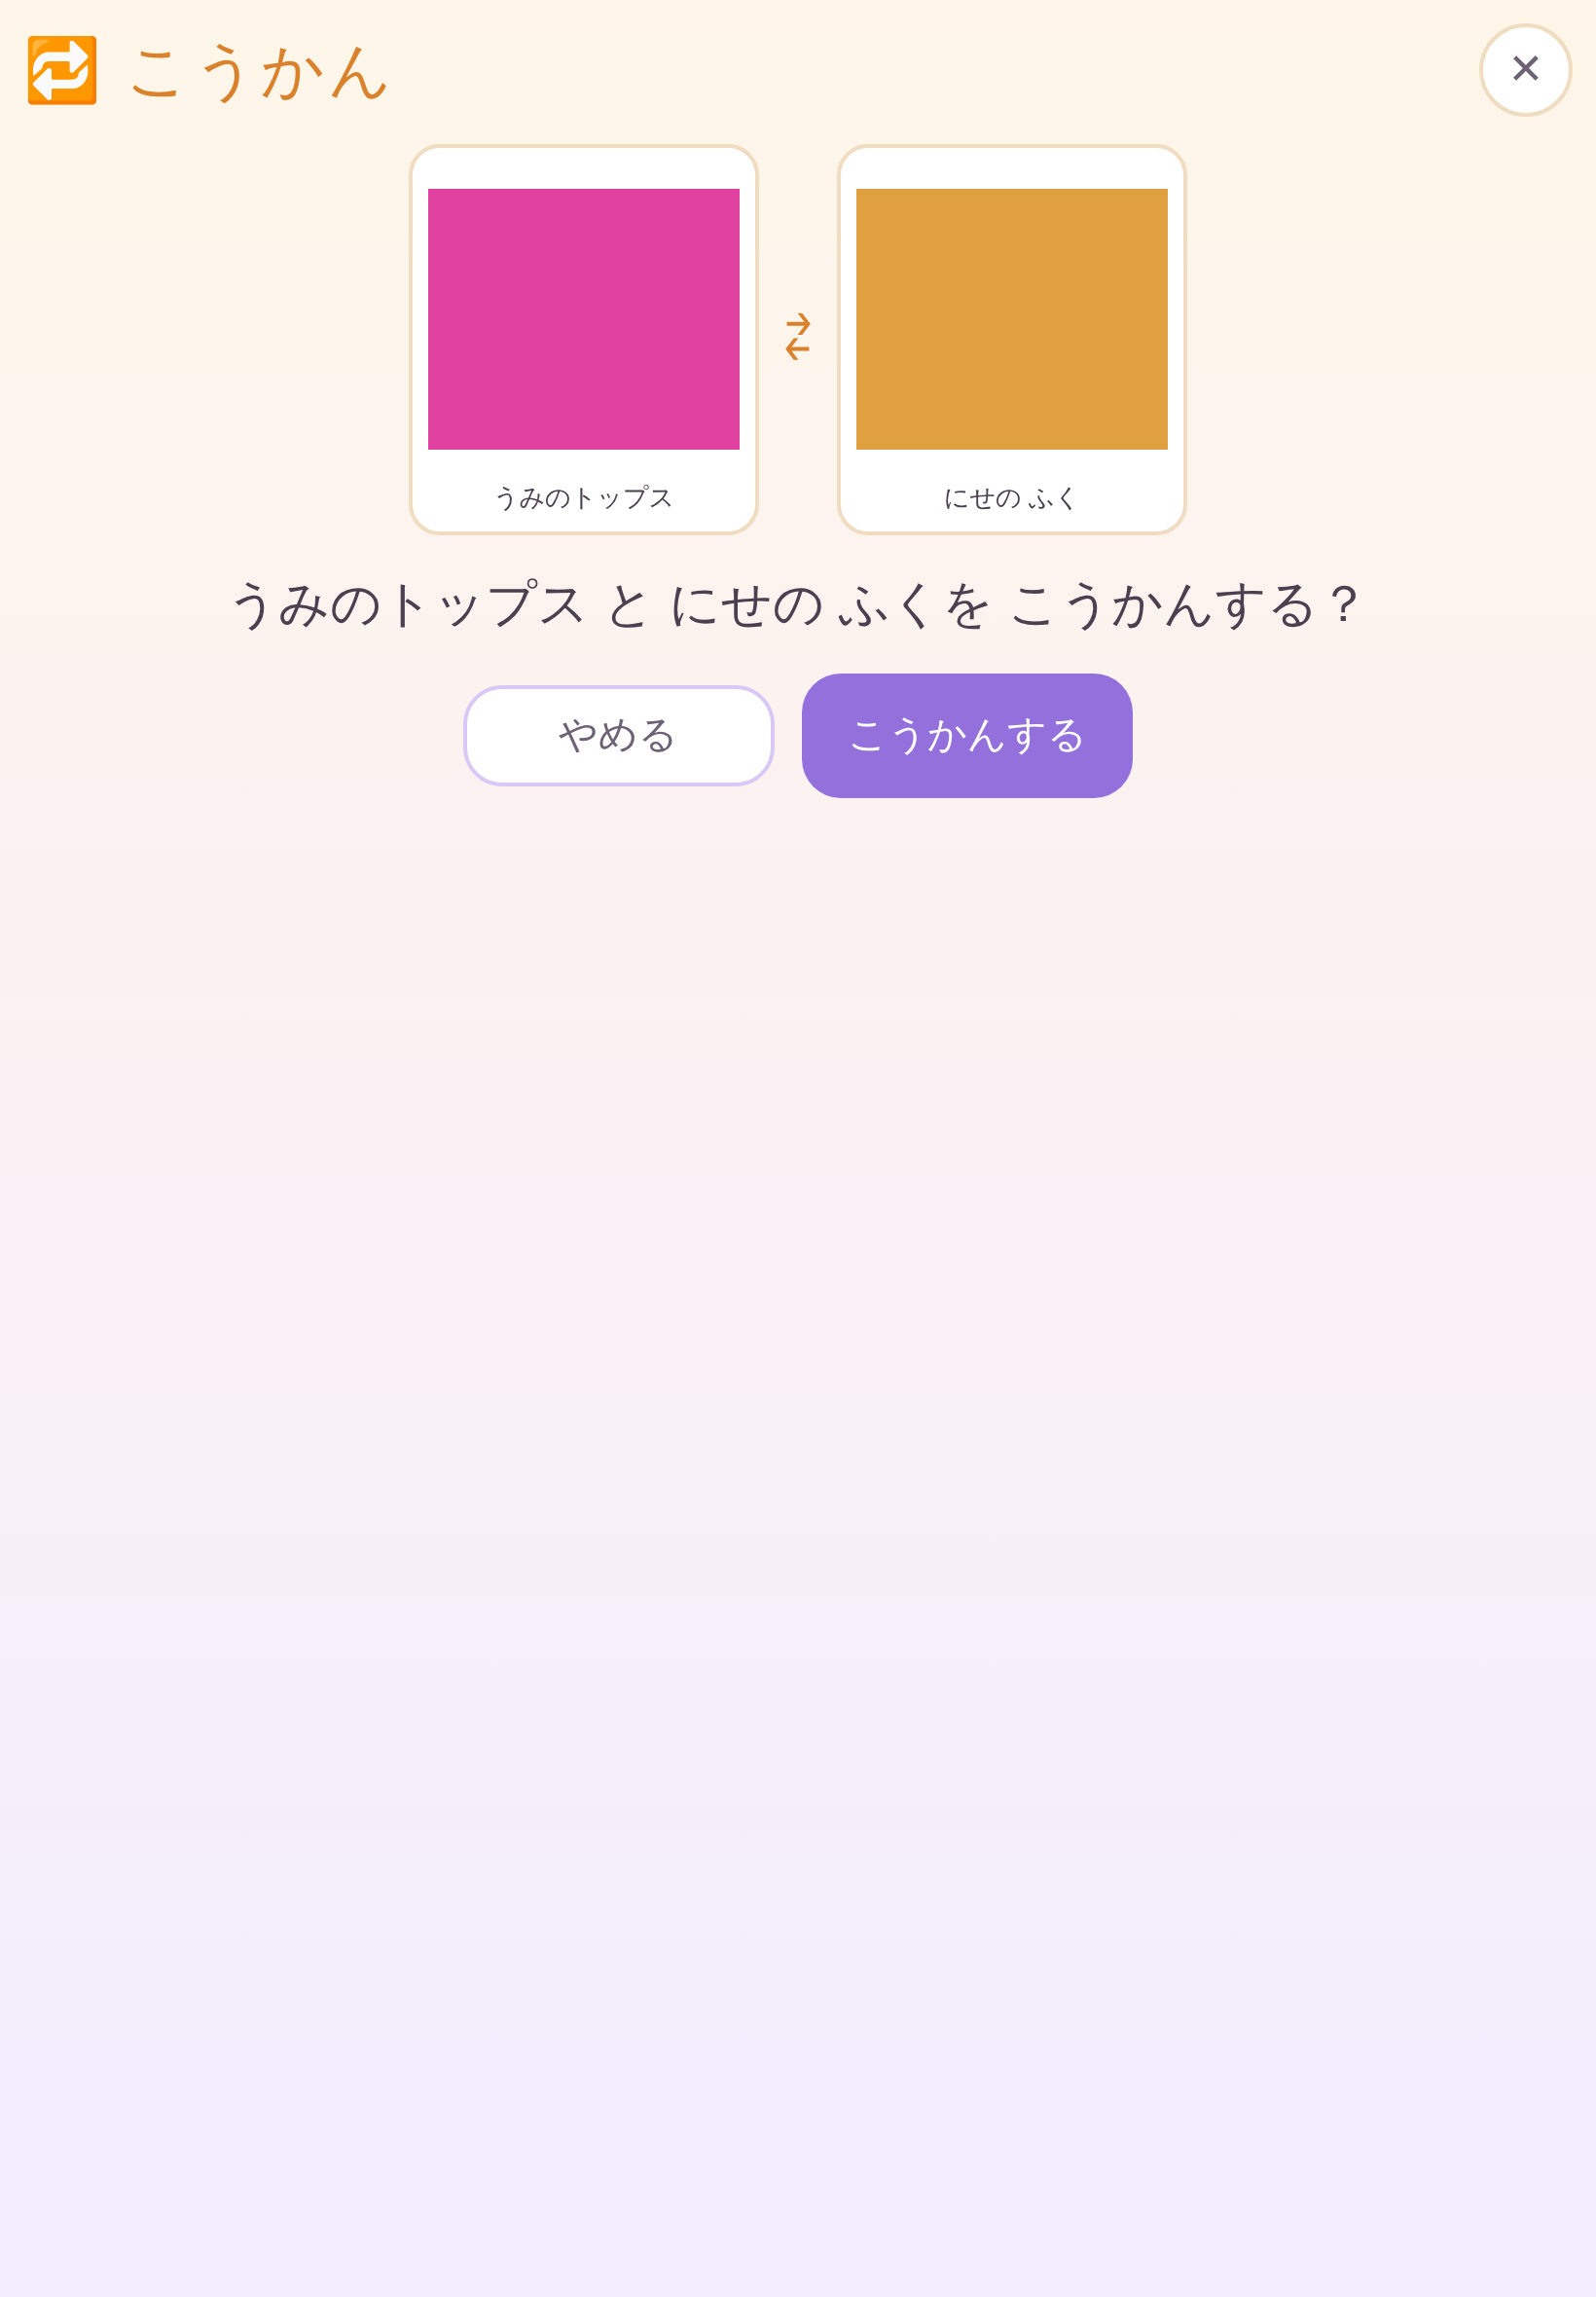 🔁 こうかん
✕
⇄
うみのトップス
にせの ふく
うみのトップス と にせの ふくを こうかんする？
やめる
こうかんする